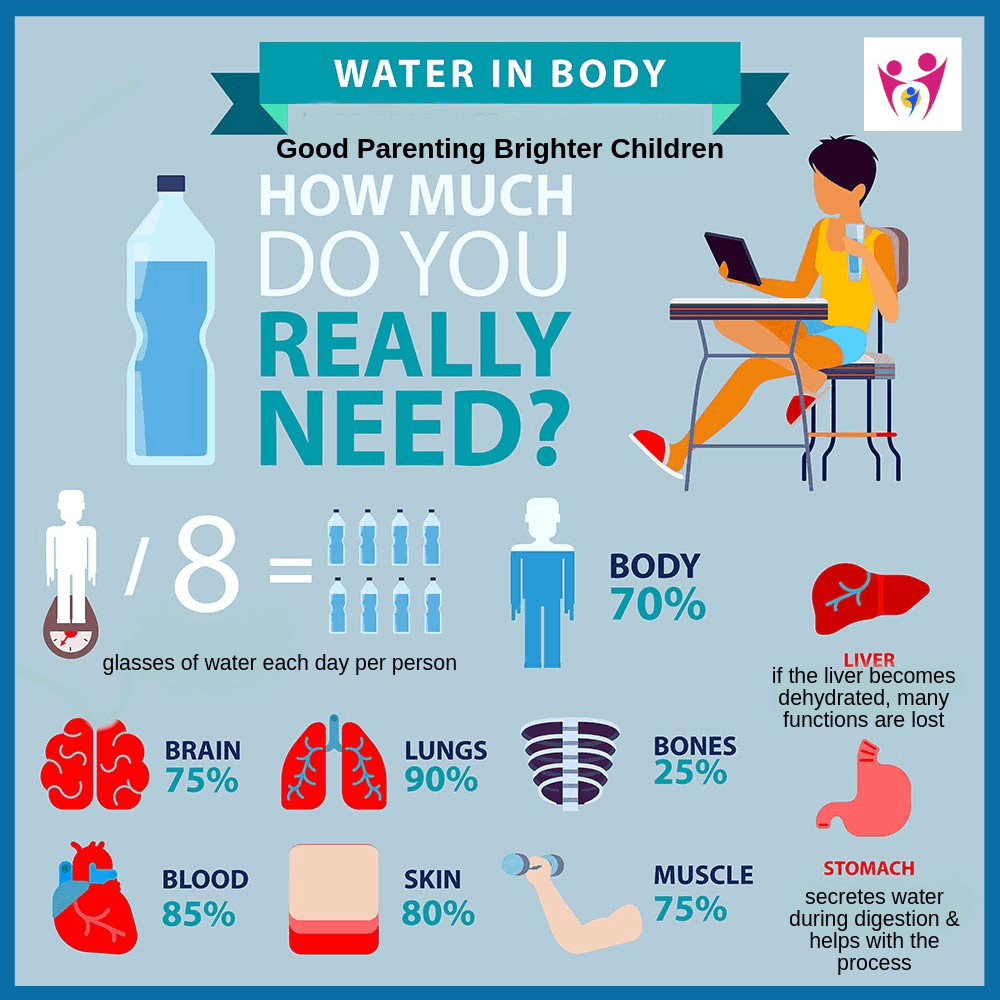 WATER IN BODY
Good Parenting Brighter Children
HOW MUCH
DO YOU
REALLY
NEED?
/ 8 =
glasses of water each day per person
BODY
70%
LIVER
if the liver becomes
dehydrated, many
functions are lost
BRAIN
75%
LUNGS
90%
BONES
25%
STOMACH
secretes water
during digestion &
helps with the
process
BLOOD
85%
SKIN
80%
MUSCLE
75%